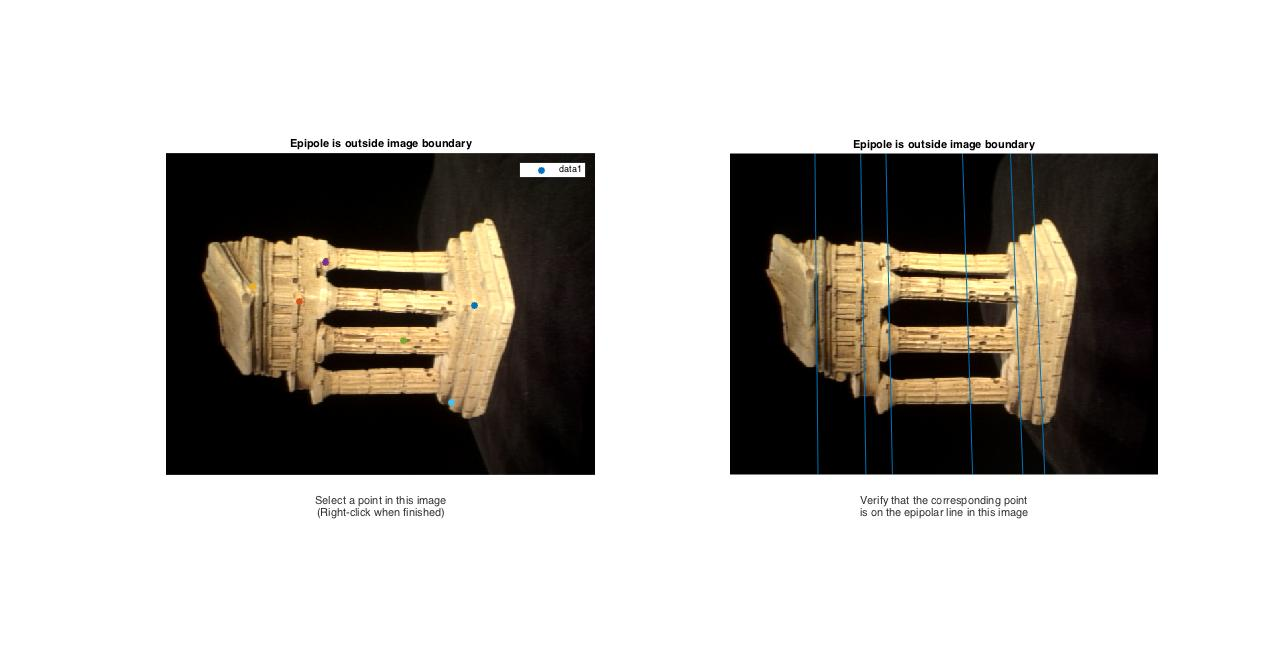 Epipole is outside image boundary
data1
Select a point in this image
(Right-click when finished)
Epipole is outside image boundary
Verify that the corresponding point
is on the epipolar line in this image